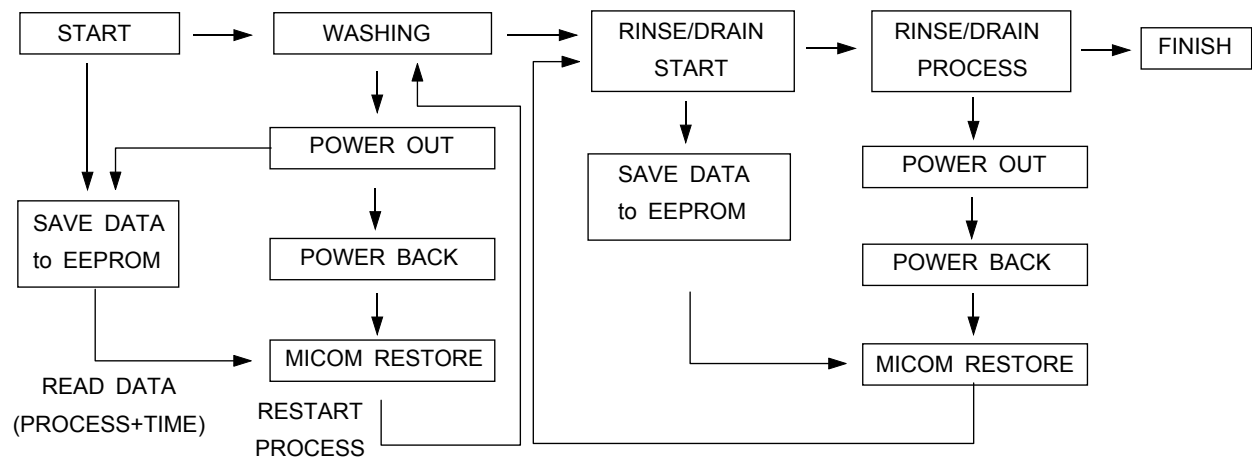 START
WASHING
RINSE/DRAIN
START
RINSE/DRAIN
PROCESS
FINISH
POWER OUT
SAVE DATA
to EEPROM
POWER BACK
MICOM RESTORE
READ DATA
(PROCESS+TIME)
RESTART
PROCESS
SAVE DATA
to EEPROM
POWER OUT
POWER BACK
MICOM RESTORE